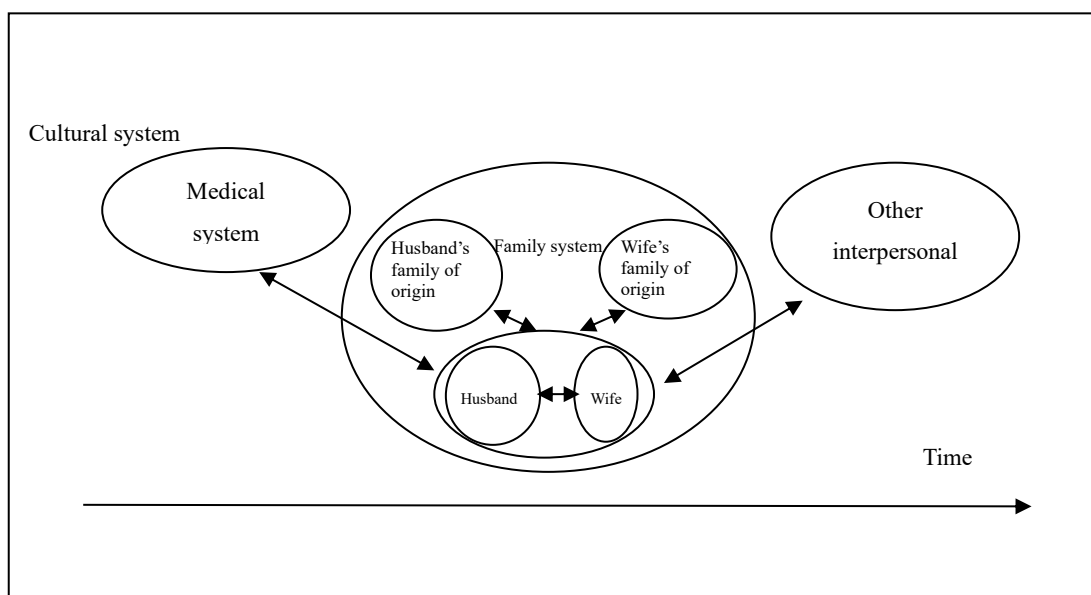 Cultural system
Medical
system
Other
interpersonal
Husband's
family of
origin
Family system
Wife's
family of
origin
Husband
Wife
Time